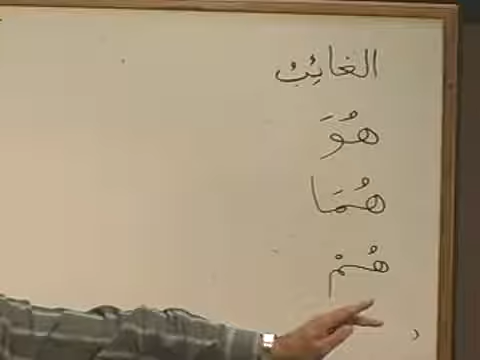 الغائِبُ
هُوَ
هُمَا
هُمْ